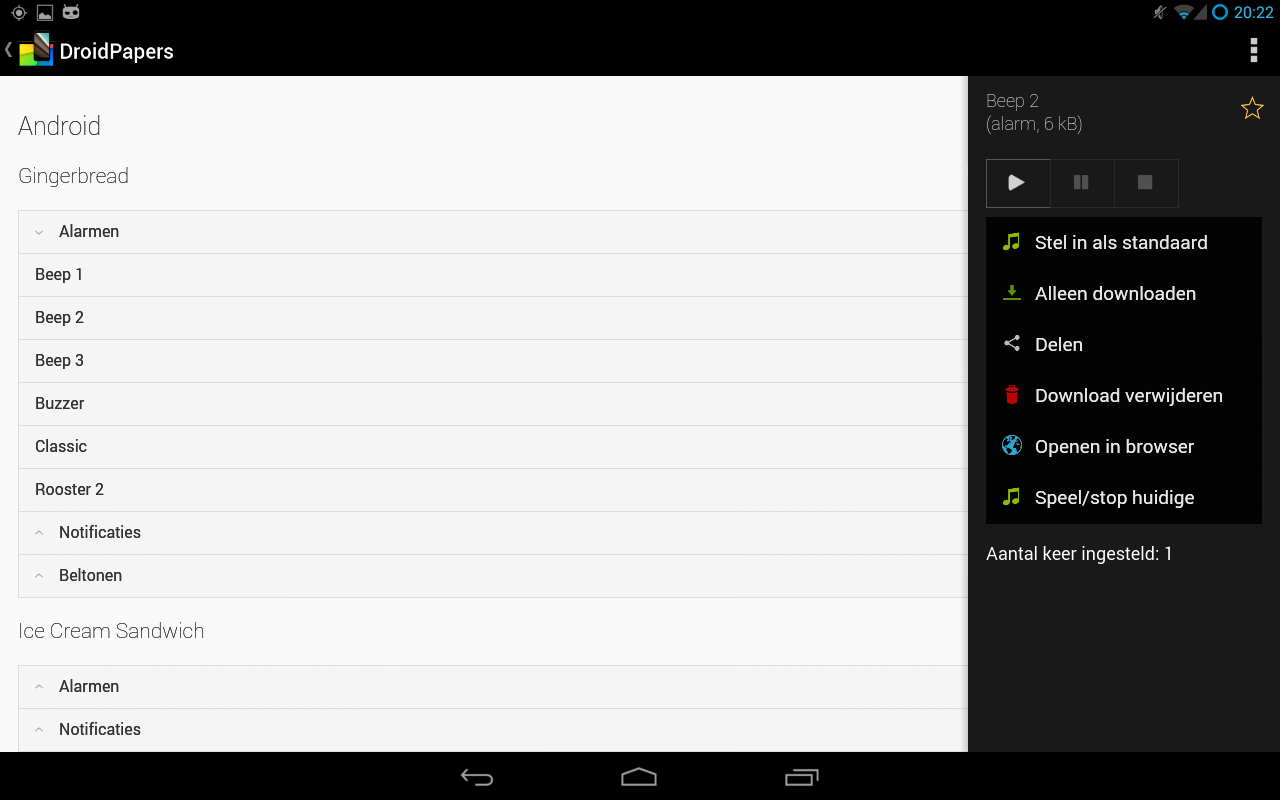 20:22
DroidPapers
Android
Gingerbread
Alarmen
Beep 1
Beep 2
Beep 3
Buzzer
Classic
Rooster 2
Notificaties
Beltonen
Ice Cream Sandwich
Alarmen
Notificaties
Beep 2
(alarm, 6 kB)
Stel in als standaard
Alleen downloaden
Delen
Download verwijderen
Openen in browser
Speel/stop huidige
Aantal keer ingesteld: 1